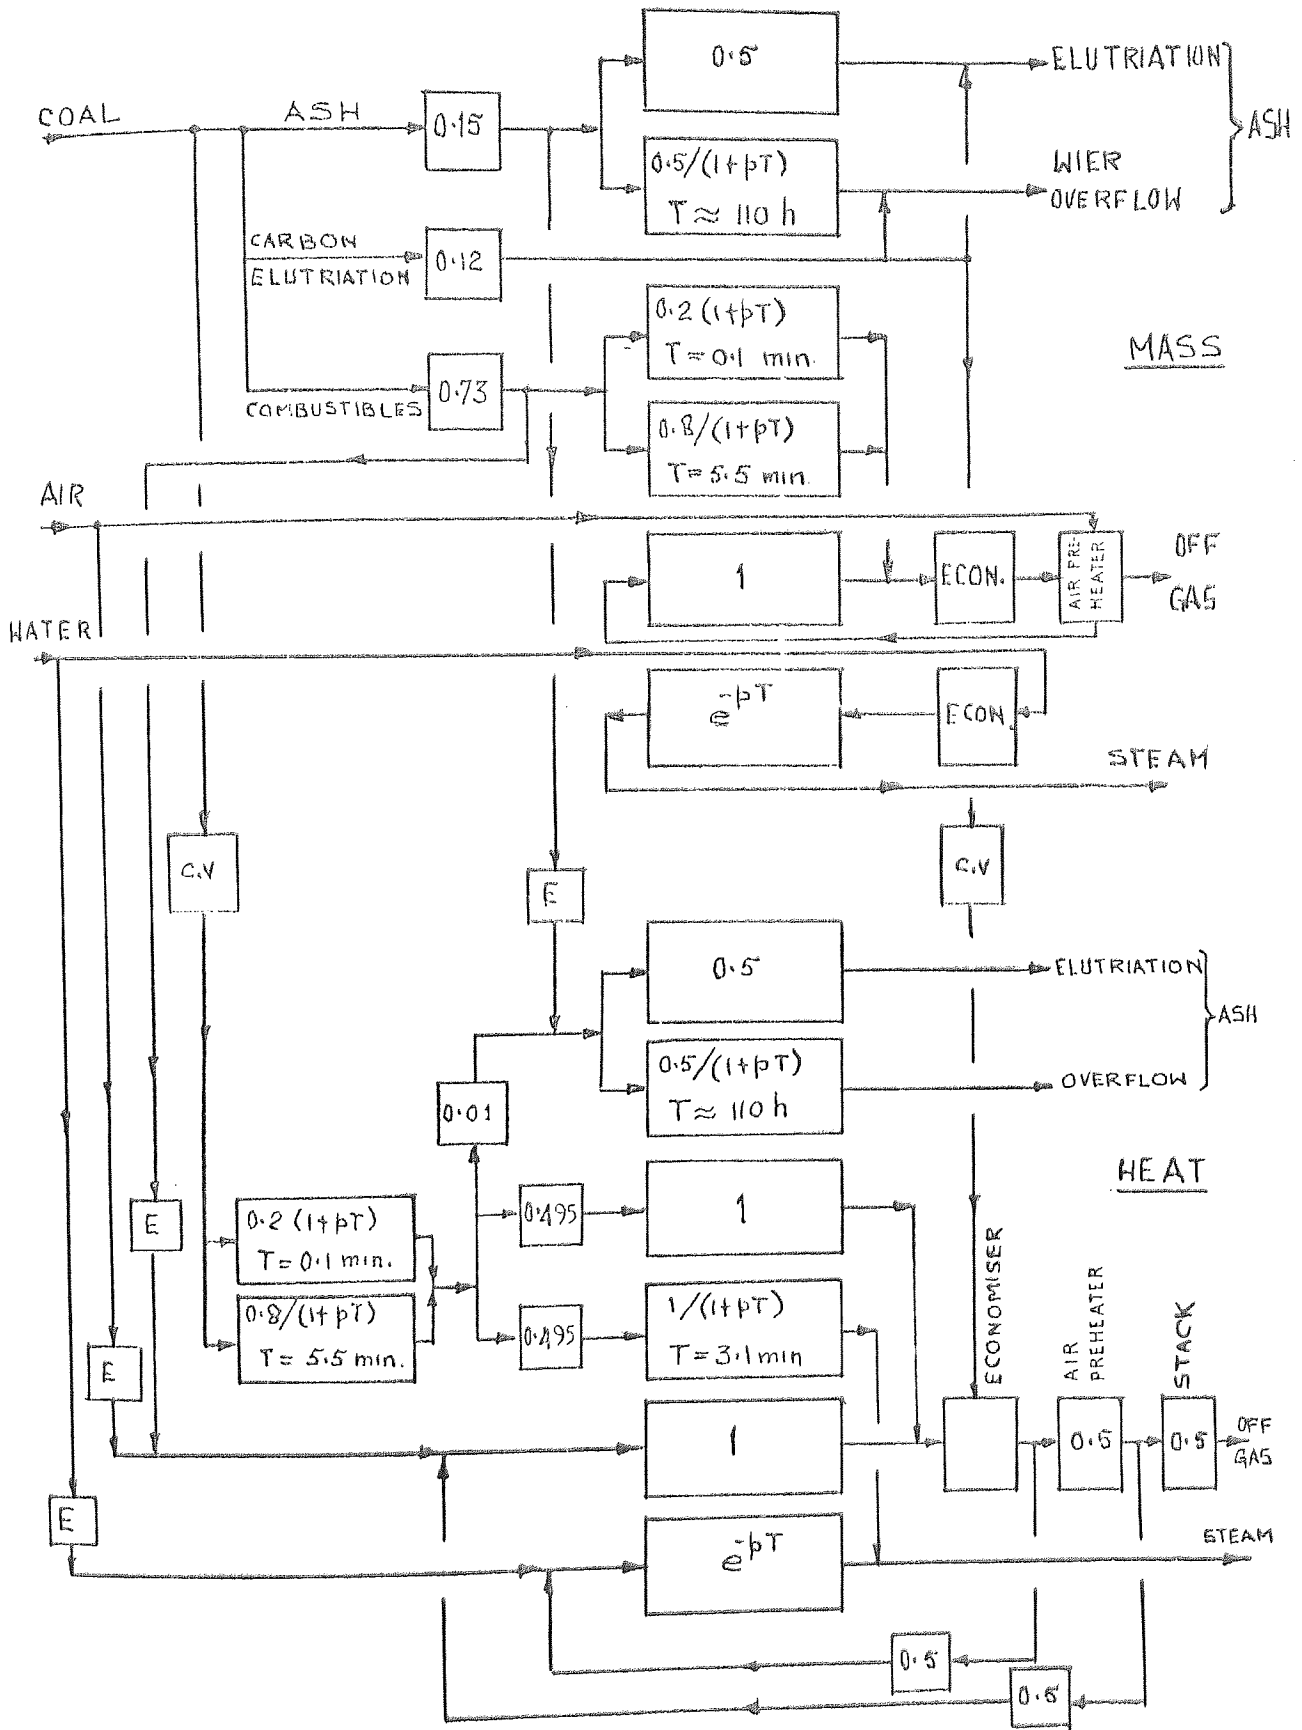 0.5
ELUTRIATION
COAL
ASH
0.15
ASH
0.5/(1+pT)
T ≈ 110 h
WIER
OVERFLOW
CARBON
ELUTRIATION
0.12
0.2(1+pT)
T = 0.1 min.
MASS
COMBUSTIBLES
0.73
0.8/(1+pT)
T = 5.5 min.
AIR
1
ECON.
AIR PRE-
HEATER
OFF
GAS
WATER
e^-pT
ECON.
STEAM
C.V
C.V
E
0.5
ELUTRIATION
ASH
0.5/(1+pT)
T ≈ 110 h
OVERFLOW
0.01
HEAT
E
0.2(1+pT)
T = 0.1 min.
0.495
1
0.8/(1+pT)
T = 5.5 min.
0.495
1/(1+pT)
T = 3.1 min
ECONOMISER
AIR
PREHEATER
STACK
E
1
0.5
0.5
OFF
GAS
E
e^-pT
STEAM
0.5
0.5